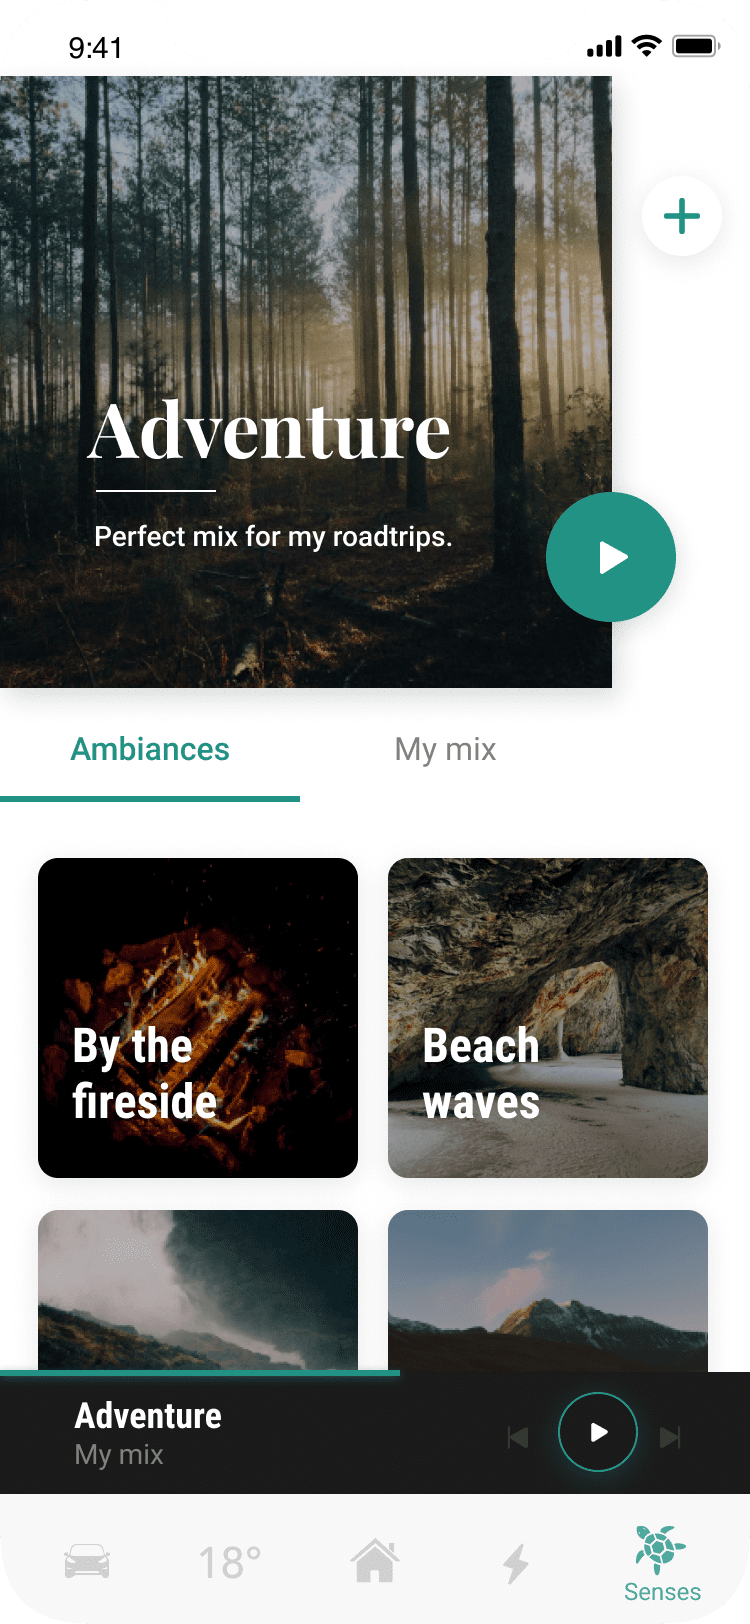 9:41
Adventure
Perfect mix for my roadtrips.
Ambiances
My mix
By the
fireside
Beach
waves
Adventure
My mix
18°
Senses